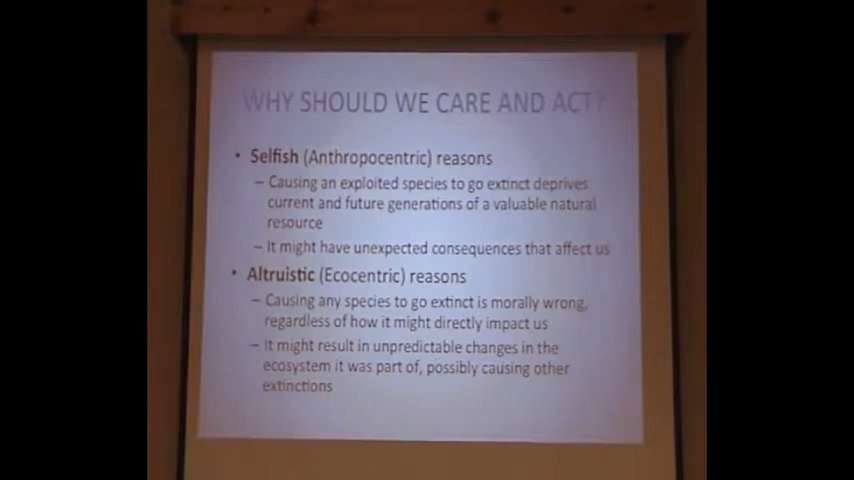 WHY SHOULD WE CARE AND ACT?
• Selfish (Anthropocentric) reasons
– Causing an exploited species to go extinct deprives
current and future generations of a valuable natural
resource
– It might have unexpected consequences that affect us
• Altruistic (Ecocentric) reasons
– Causing any species to go extinct is morally wrong,
regardless of how it might directly impact us
– It might result in unpredictable changes in the
ecosystem it was part of, possibly causing other
extinctions